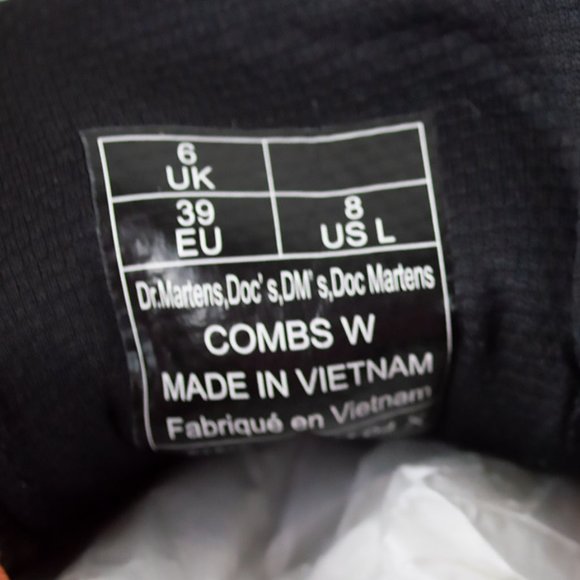 6
UK
39
EU
8
US L
Dr.Martens,Doc's,DM's,Doc Martens
COMBS W
MADE IN VIETNAM
Fabriqué en Vietnam